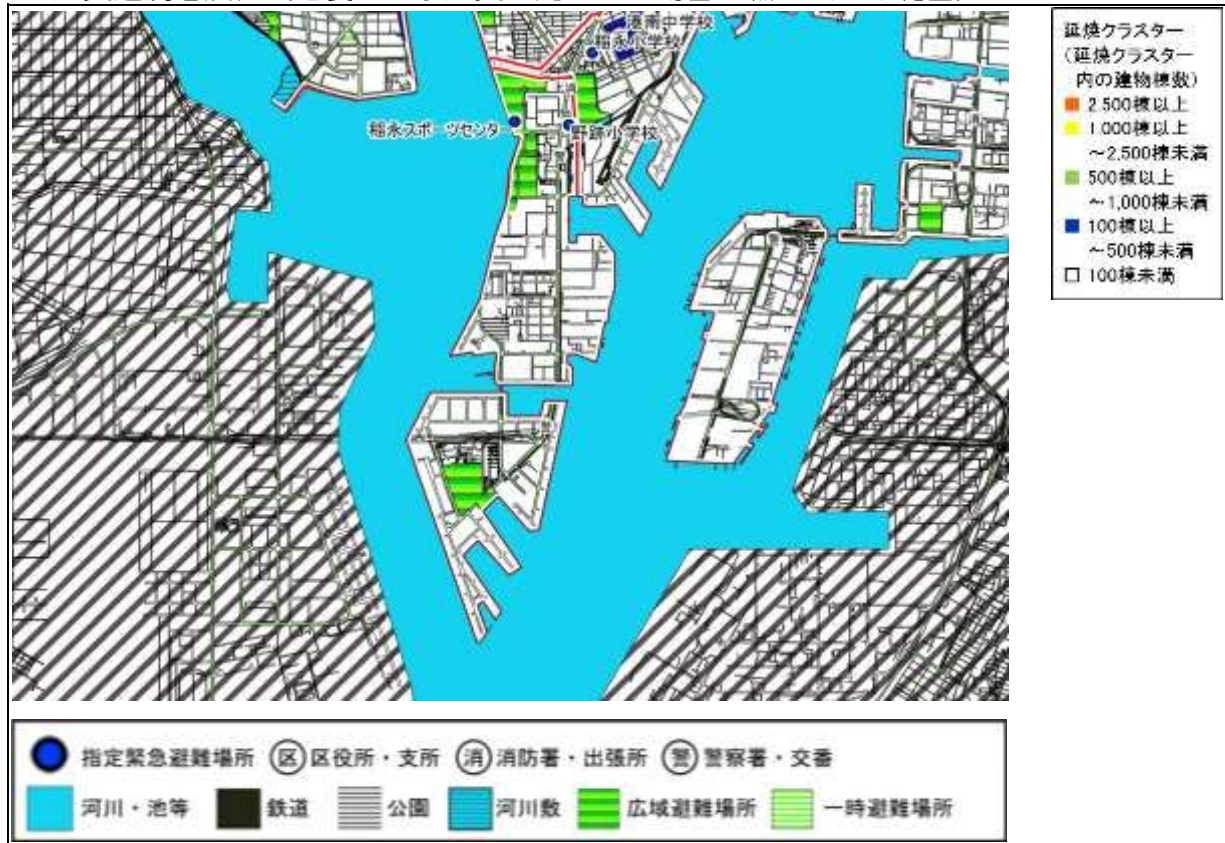 港南中学校
稲永小学校
稲永スポーツセンタ
野跡小学校
延焼クラスター
(延焼クラスター
内の建物棟数)
2,500棟以上
1,000棟以上
~2,500棟未満
500棟以上
~1,000棟未満
100棟以上
~500棟未満
100棟未満
指定緊急避難場所 区 区役所・支所 消 消防署・出張所 警 警察署・交番
河川・池等 鉄道 公園 河川敷 広域避難場所 一時避難場所